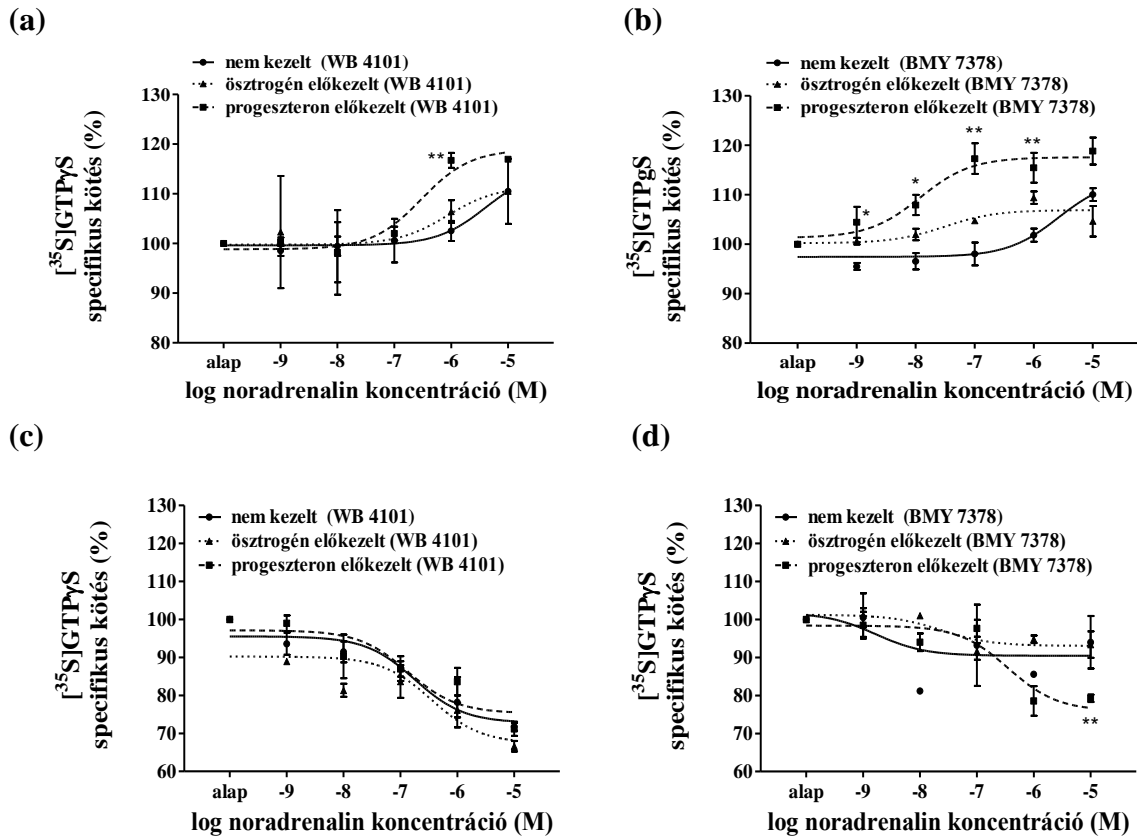 (a)
nem kezelt (WB 4101)
ösztrogén előkezelt (WB 4101)
progeszteron előkezelt (WB 4101)
[³⁵S]GTPγS
specifikus kötés (%)
130
120
110
100
90
80
**
alap -9 -8 -7 -6 -5
log noradrenalin koncentráció (M)
(b)
nem kezelt (BMY 7378)
ösztrogén előkezelt (BMY 7378)
progeszteron előkezelt (BMY 7378)
[³⁵S]GTPgS
specifikus kötés (%)
130
120
110
100
90
80
* * ** **
alap -9 -8 -7 -6 -5
log noradrenalin koncentráció (M)
(c)
nem kezelt (WB 4101)
ösztrogén előkezelt (WB 4101)
progeszteron előkezelt (WB 4101)
[³⁵S]GTPγS
specifikus kötés (%)
130
120
110
100
90
80
70
60
alap -9 -8 -7 -6 -5
log noradrenalin koncentráció (M)
(d)
nem kezelt (BMY 7378)
ösztrogén előkezelt (BMY 7378)
progeszteron előkezelt (BMY 7378)
[³⁵S]GTPγS
specifikus kötés (%)
130
120
110
100
90
80
70
60
**
alap -9 -8 -7 -6 -5
log noradrenalin koncentráció (M)